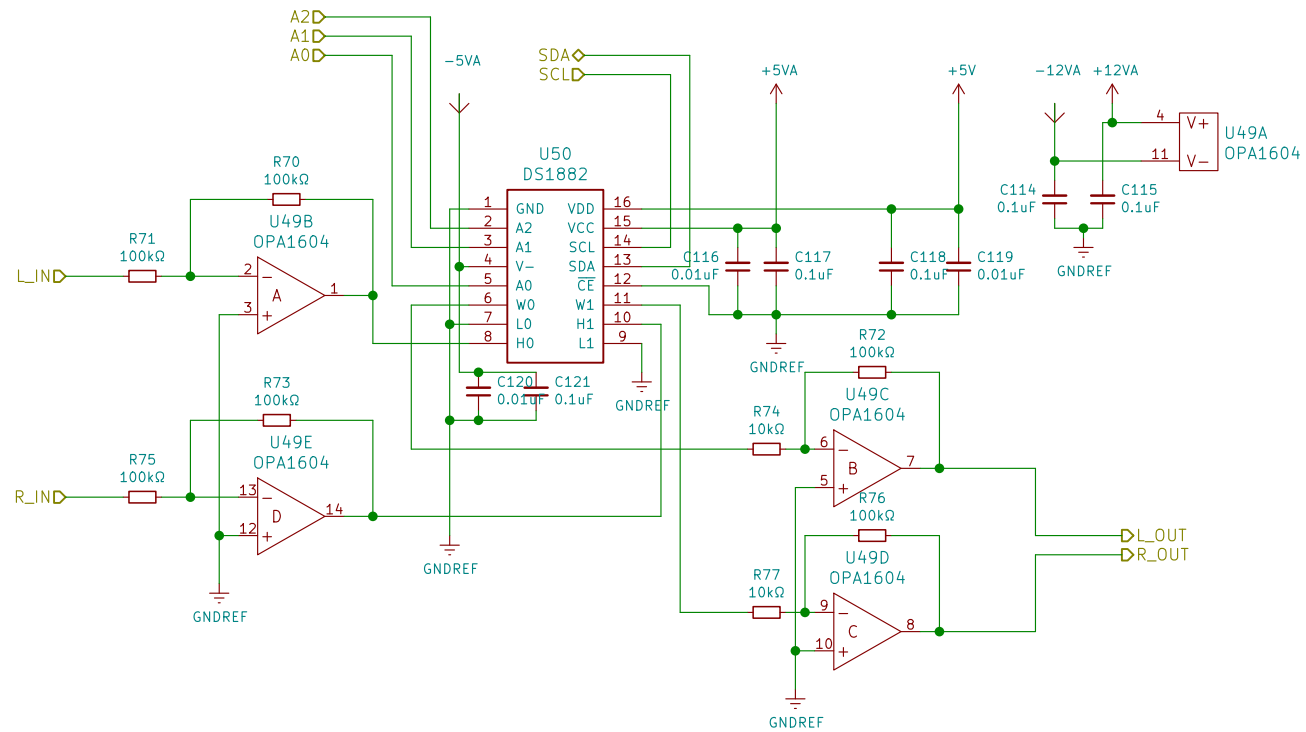 A2
A1
A0
-5VA
SDA
SCL
+5VA
+5V
-12VA
+12VA
4
V+
11
V-
U49A
OPA1604
C114
0.1uF
C115
0.1uF
GNDREF
U50
DS1882
1
GND
2
A2
3
A1
4
V-
5
A0
6
W0
7
L0
8
H0
VDD
16
VCC
15
SCL
14
SDA
13
CE
12
W1
11
H1
10
L1
9
C116
0.01uF
C117
0.1uF
C118
0.1uF
C119
0.01uF
GNDREF
GNDREF
R70
100kΩ
U49B
OPA1604
R71
100kΩ
L_IN
2
-
3
+
A
1
C120
0.01uF
C121
0.1uF
R73
100kΩ
U49E
OPA1604
R75
100kΩ
R_IN
13
-
12
+
D
14
GNDREF
GNDREF
R72
100kΩ
U49C
OPA1604
R74
10kΩ
6
-
5
+
B
7
R76
100kΩ
U49D
OPA1604
R77
10kΩ
9
-
10
+
C
8
L_OUT
R_OUT
GNDREF